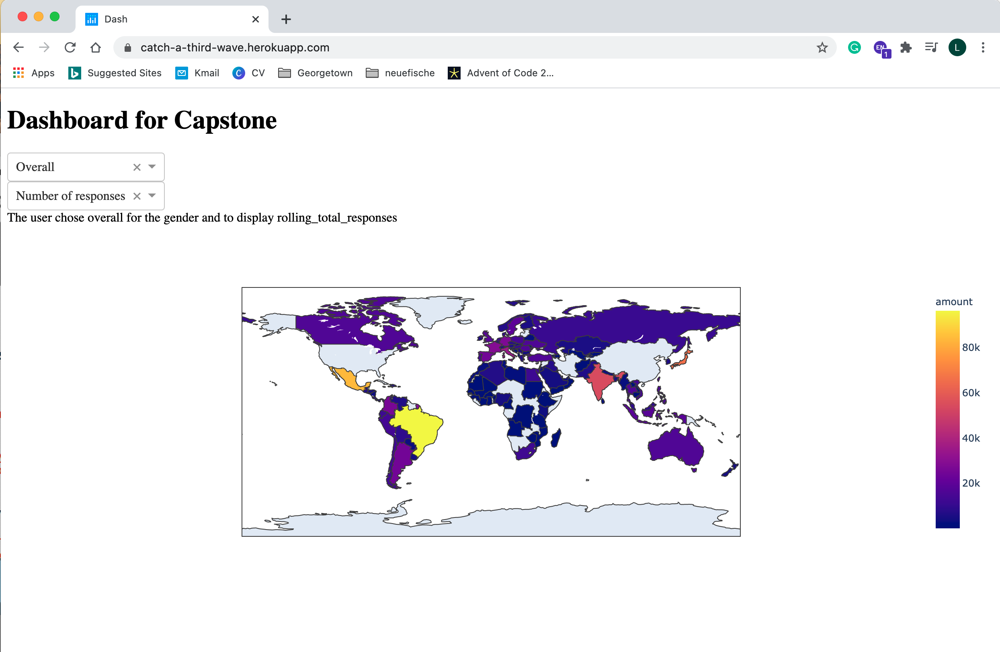 Dash
catch-a-third-wave.herokuapp.com
EN
1
L
Apps
Suggested Sites
Kmail
CV
Georgetown
neuefische
Advent of Code 2...
Dashboard for Capstone
Overall
Number of responses
The user chose overall for the gender and to display rolling_total_responses
amount
80k
60k
40k
20k